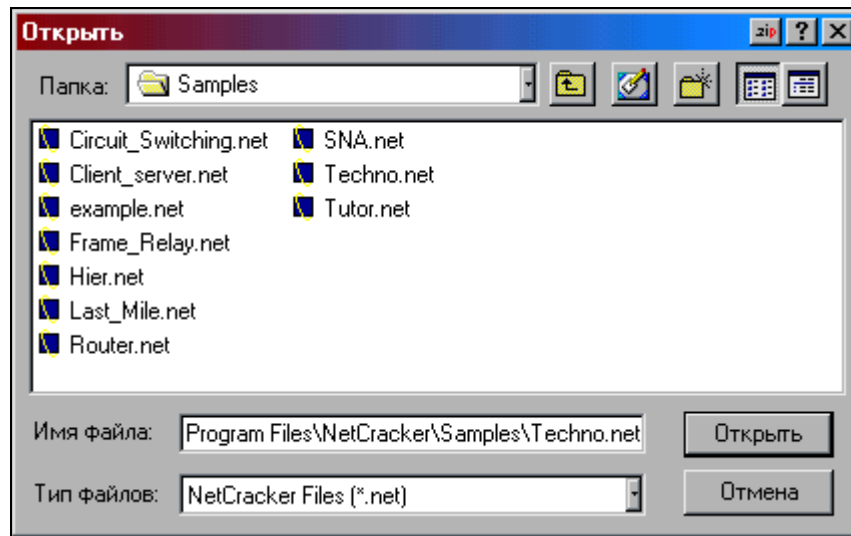 Открыть
zip ?
Папка: Samples
Circuit_Switching.net
Client_server.net
example.net
Frame_Relay.net
Hier.net
Last_Mile.net
Router.net
SNA.net
Techno.net
Tutor.net
Имя файла: Program Files\NetCracker\Samples\Techno.net Открыть
Тип файлов: NetCracker Files (*.net) Отмена